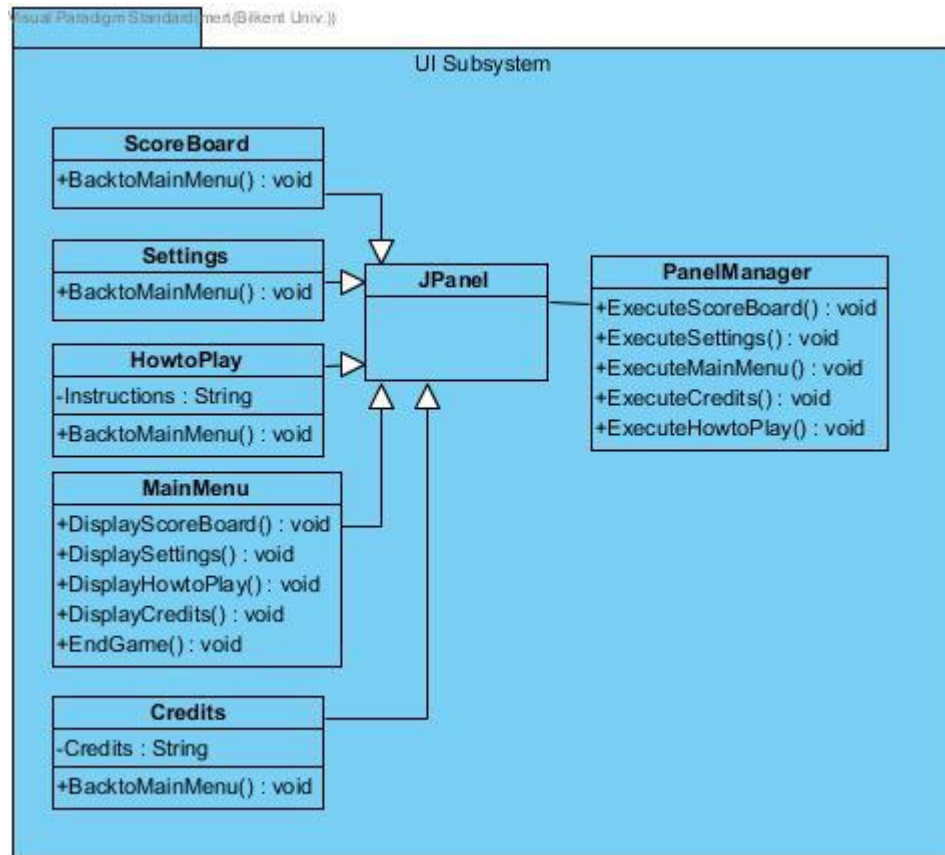 Visual Paradigm Standard(mert(Bilkent Univ.))
UI Subsystem
ScoreBoard
+BacktoMainMenu() : void
Settings
+BacktoMainMenu() : void
HowtoPlay
-Instructions : String
+BacktoMainMenu() : void
MainMenu
+DisplayScoreBoard() : void
+DisplaySettings() : void
+DisplayHowtoPlay() : void
+DisplayCredits() : void
+EndGame() : void
Credits
-Credits : String
+BacktoMainMenu() : void
JPanel
PanelManager
+ExecuteScoreBoard() : void
+ExecuteSettings() : void
+ExecuteMainMenu() : void
+ExecuteCredits() : void
+ExecuteHowtoPlay() : void